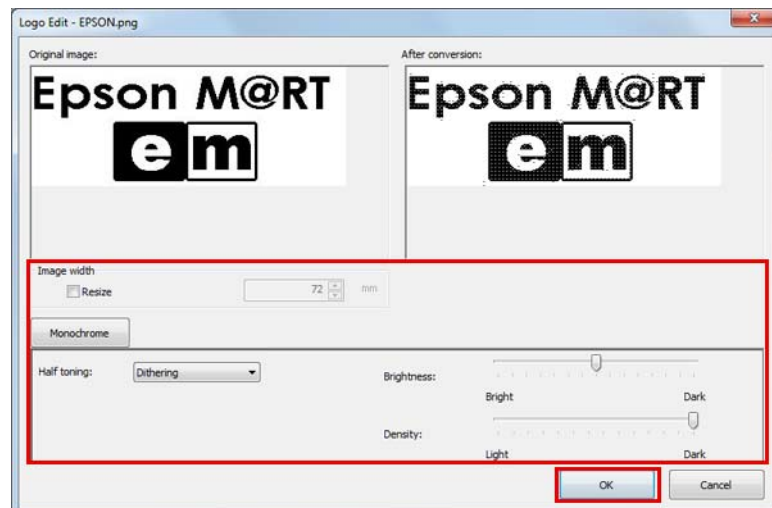 Logo Edit - EPSON.png
Original image:
After conversion:
Epson M@RT
em
Epson M@RT
em
Image width
Resize
72
mm
Monochrome
Half toning:
Dithering
Brightness:
Bright
Dark
Density:
Light
Dark
OK
Cancel